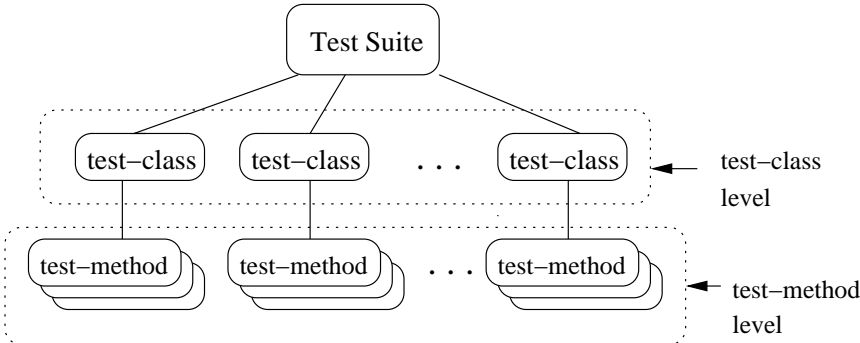 Test Suite
test−class test−class . . . test−class
test−class
level
test−method test−method . . . test−method
test−method
level